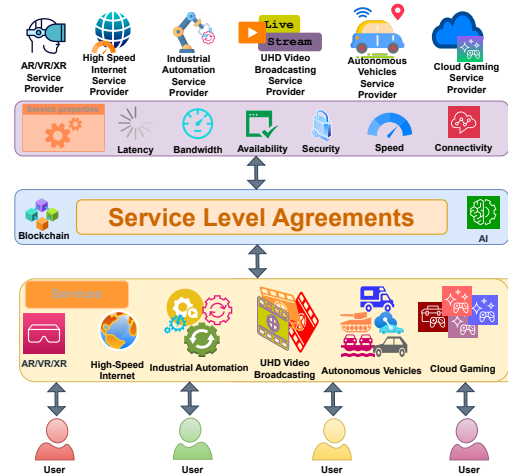 Live
Stream
AR/VR/XR
Service
Provider
High Speed
Internet
Service
Provider
Industrial
Automation
Service
Provider
UHD Video
Broadcasting
Service
Provider
Autonomous
Vehicles
Service
Provider
Cloud Gaming
Service
Provider
Service properties
Latency
Bandwidth
Availability
Security
Speed
Connectivity
Blockchain
Service Level Agreements
AI
Services
AR/VR/XR
High-Speed
Internet
Industrial Automation
UHD Video
Broadcasting
Autonomous Vehicles
Cloud Gaming
User
User
User
User